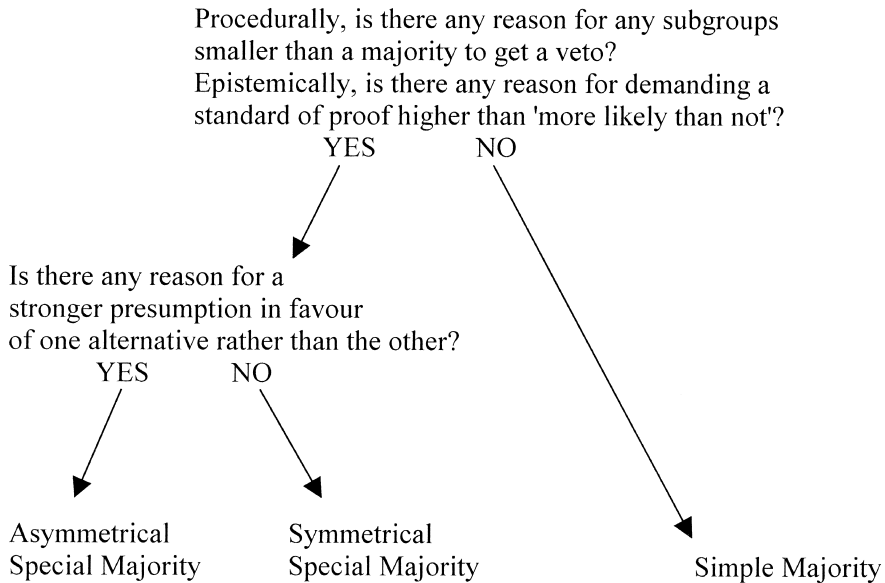 Procedurally, is there any reason for any subgroups
smaller than a majority to get a veto?
Epistemically, is there any reason for demanding a
standard of proof higher than 'more likely than not'?
YES NO
Is there any reason for a
stronger presumption in favour
of one alternative rather than the other?
YES NO
Asymmetrical
Special Majority
Symmetrical
Special Majority
Simple Majority